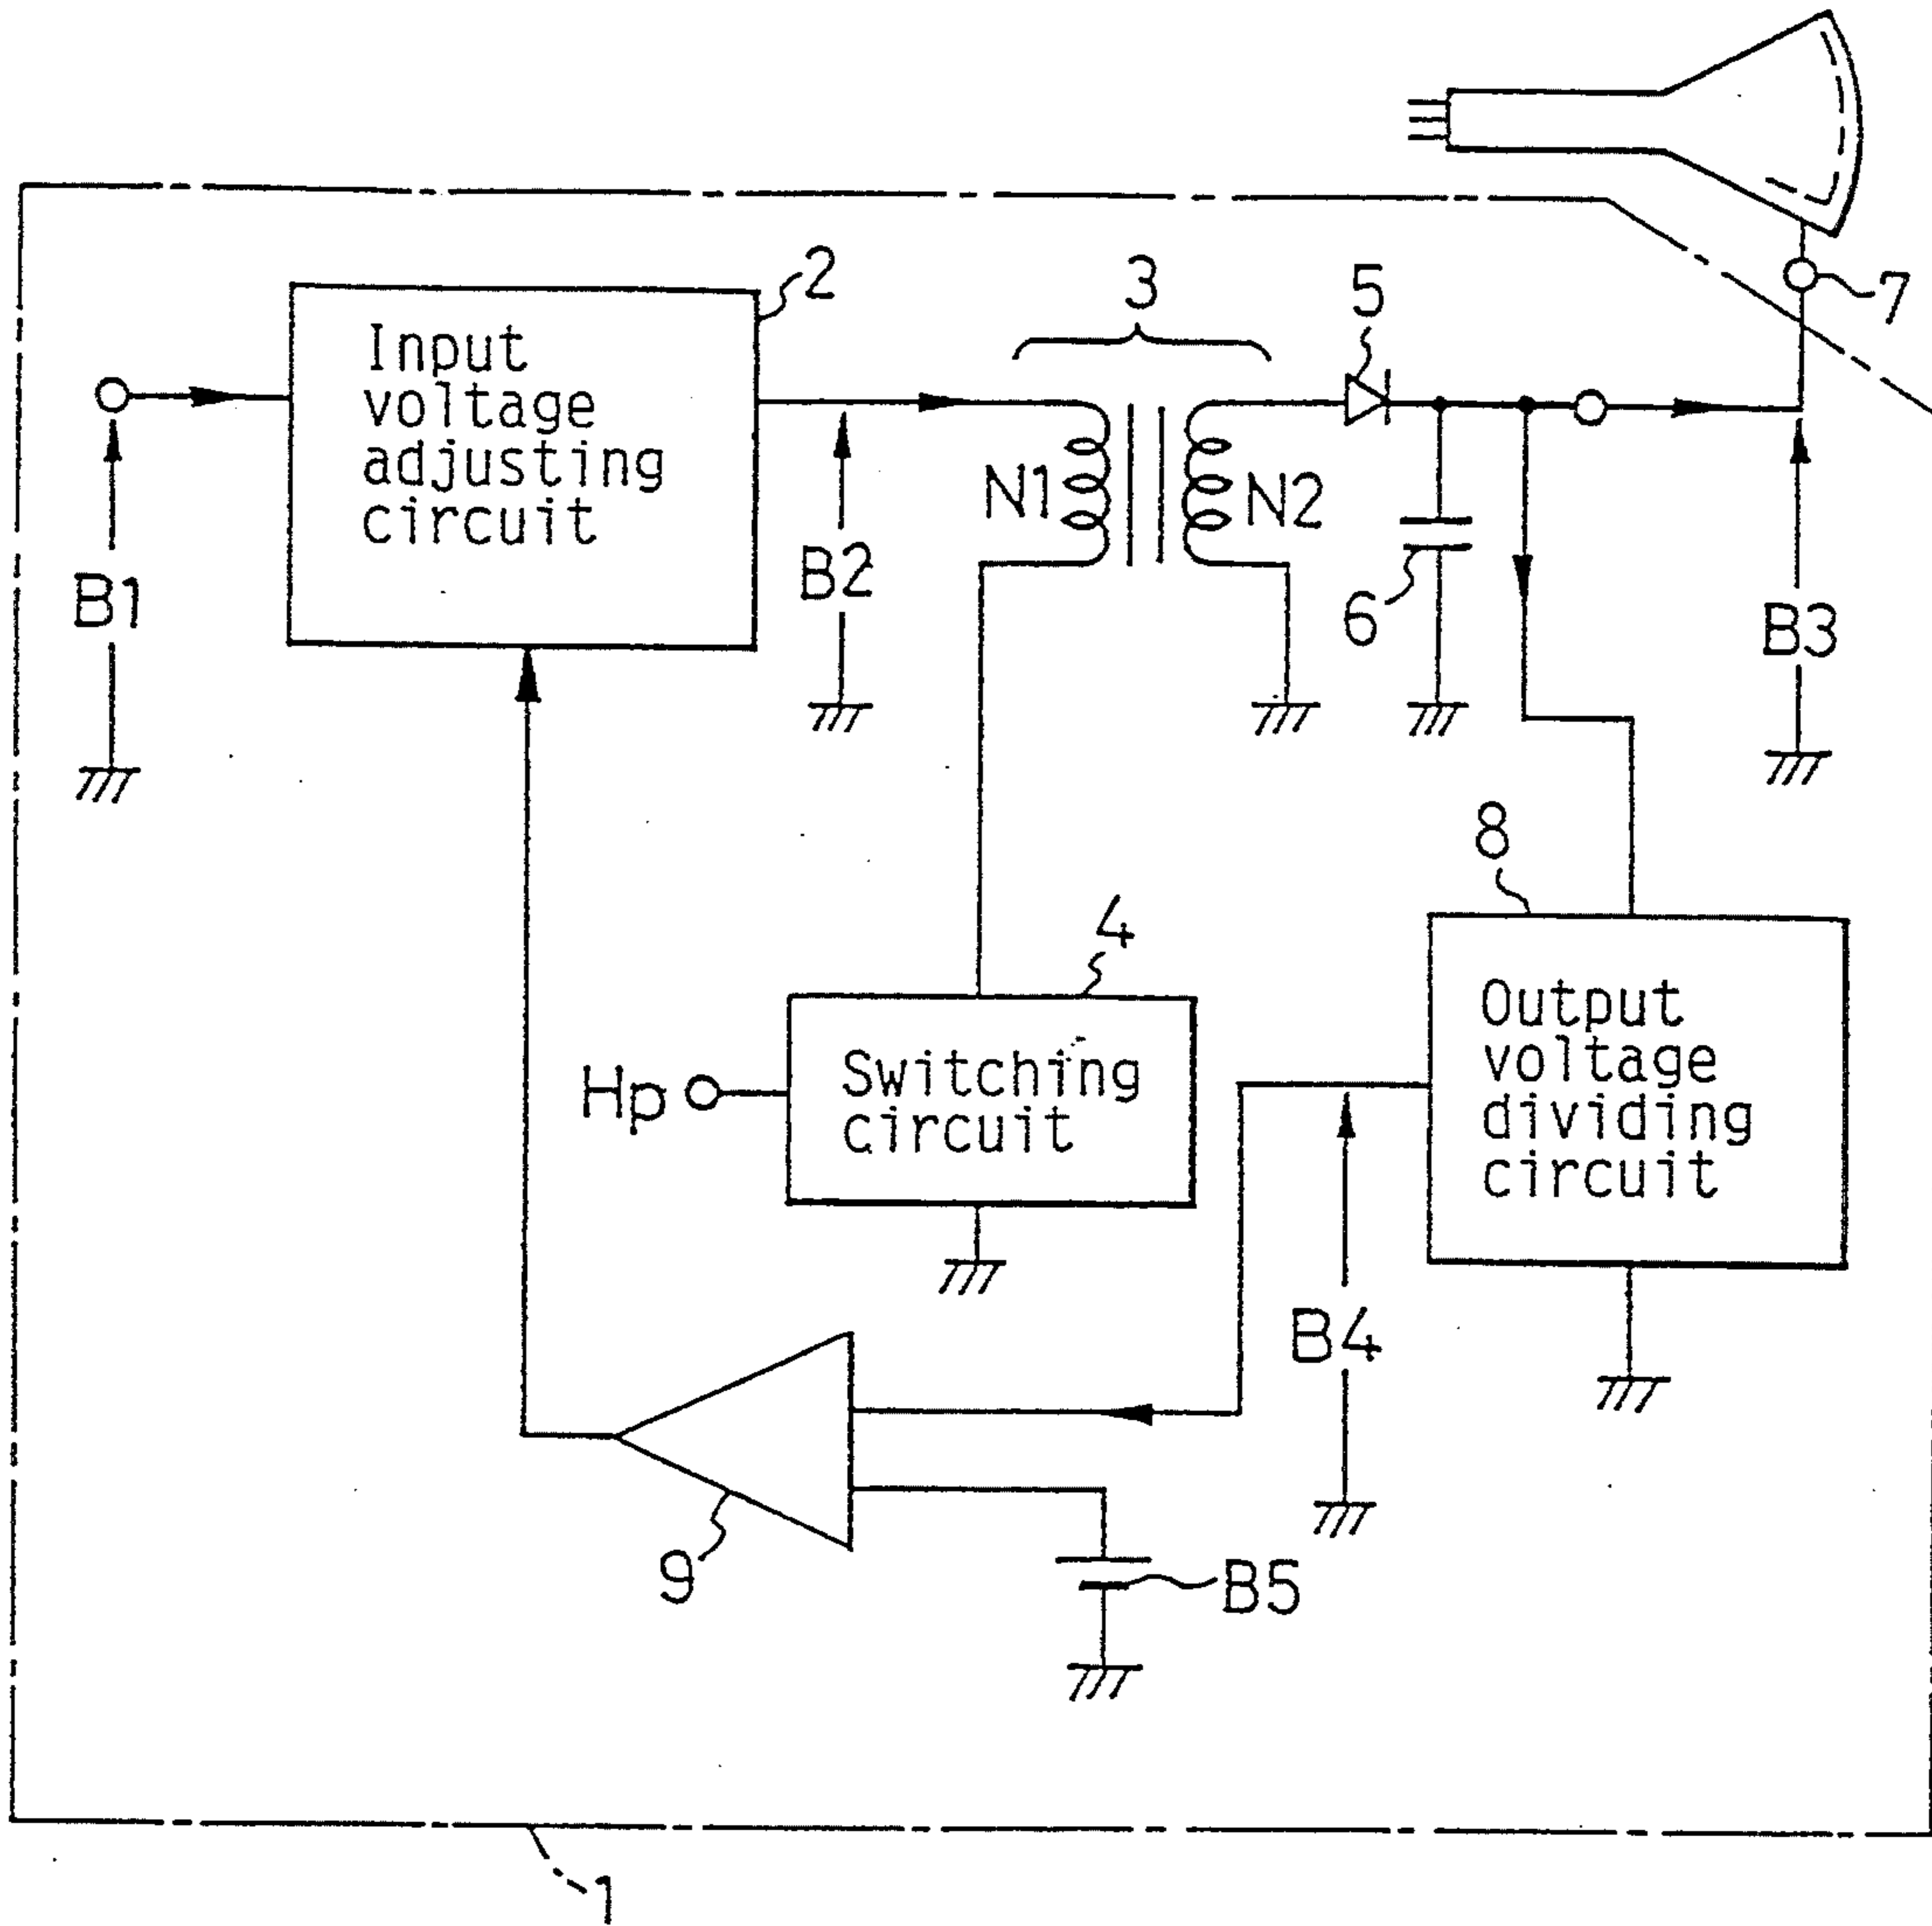 7
2
3
5
Input
voltage
adjusting
circuit
N1
N2
B1
B2
6
B3
8
4
Output
voltage
dividing
circuit
Hp
Switching
circuit
B4
9
B5
1